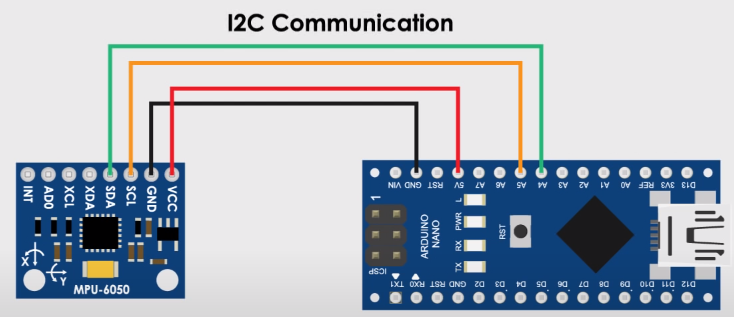 I2C Communication
INT
AD0
XCL
XDA
SDA
SCL
GND
VCC
X
Y
MPU-6050
VIN
GND
RST
5V
A7
A6
A5
A4
A3
A2
A1
A0
REF
3V3
D13
1
ICSP
ARDUINO
NANO
L
PWR
RX
TX
RST
TX1
RX0
RST
GND
D2
D3
D4
D5
D6
D7
D8
D9
D10
D11
D12